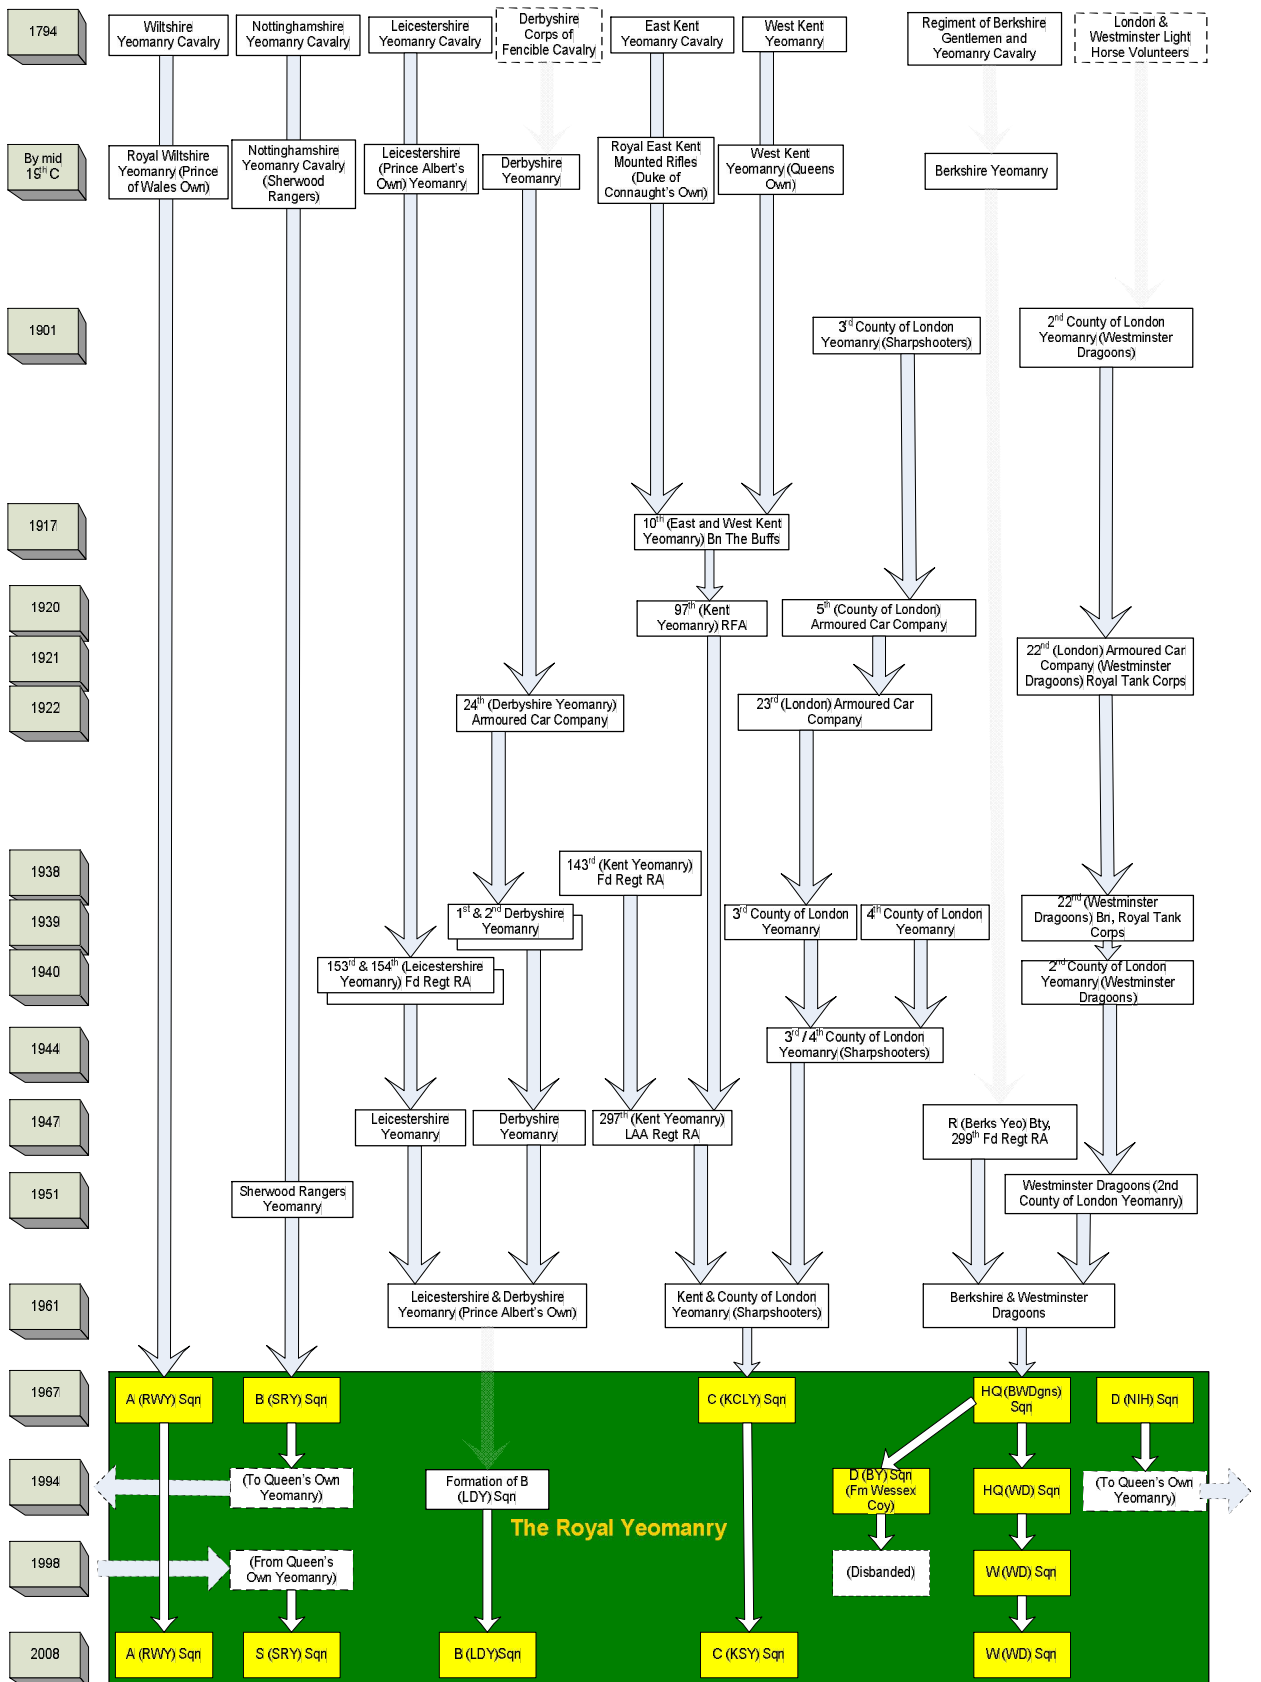 1794
Wiltshire
Yeomanry Cavalry
Nottinghamshire
Yeomanry Cavalry
Leicestershire
Yeomanry Cavalry
Derbyshire
Corps of
Fencible Cavalry
East Kent
Yeomanry Cavalry
West Kent
Yeomanry
Regiment of Berkshire
Gentlemen and
Yeomanry Cavalry
London &
Westminster Light
Horse Volunteers
By mid
19th C
Royal Wiltshire
Yeomanry (Prince
of Wales Own)
Nottinghamshire
Yeomanry Cavalry
(Sherwood
Rangers)
Leicestershire
(Prince Albert's
Own) Yeomanry
Derbyshire
Yeomanry
Royal East Kent
Mounted Rifles
(Duke of
Connaught's Own)
West Kent
Yeomanry (Queens
Own)
Berkshire Yeomanry
1901
3rd County of London
Yeomanry (Sharpshooters)
2nd County of London
Yeomanry (Westminster
Dragoons)
1917
10th (East and West Kent
Yeomanry) Bn The Buffs
1920
97th (Kent
Yeomanry) RFA
5th (County of London)
Armoured Car Company
1921
22nd (London) Armoured Car
Company (Westminster
Dragoons) Royal Tank Corps
1922
24th (Derbyshire Yeomanry)
Armoured Car Company
23rd (London) Armoured Car
Company
1938
143rd (Kent Yeomanry)
Fd Regt RA
1939
1st & 2nd Derbyshire
Yeomanry
3rd County of London
Yeomanry
4th County of London
Yeomanry
22nd (Westminster
Dragoons) Bn, Royal Tank
Corps
1940
153rd & 154th (Leicestershire
Yeomanry) Fd Regt RA
2nd County of London
Yeomanry (Westminster
Dragoons)
1944
3rd / 4th County of London
Yeomanry (Sharpshooters)
1947
Leicestershire
Yeomanry
Derbyshire
Yeomanry
297th (Kent Yeomanry)
LAA Regt RA
R (Berks Yeo) Bty,
299th Fd Regt RA
1951
Sherwood Rangers
Yeomanry
Westminster Dragoons (2nd
County of London Yeomanry)
1961
Leicestershire & Derbyshire
Yeomanry (Prince Albert's Own)
Kent & County of London
Yeomanry (Sharpshooters)
Berkshire & Westminster
Dragoons
1967
A (RWY) Sqn
B (SRY) Sqn
C (KCLY) Sqn
HQ (BWDgns)
Sqn
D (NIH) Sqn
1994
(To Queen's Own
Yeomanry)
Formation of B
(LDY) Sqn
D (BY) Sqn
(Fm Wessex
Coy)
HQ (WD) Sqn
(To Queen's Own
Yeomanry)
The Royal Yeomanry
1998
(From Queen's
Own Yeomanry)
(Disbanded)
W (WD) Sqn
2008
A (RWY) Sqn
S (SRY) Sqn
B (LDY)Sqn
C (KSY) Sqn
W (WD) Sqn